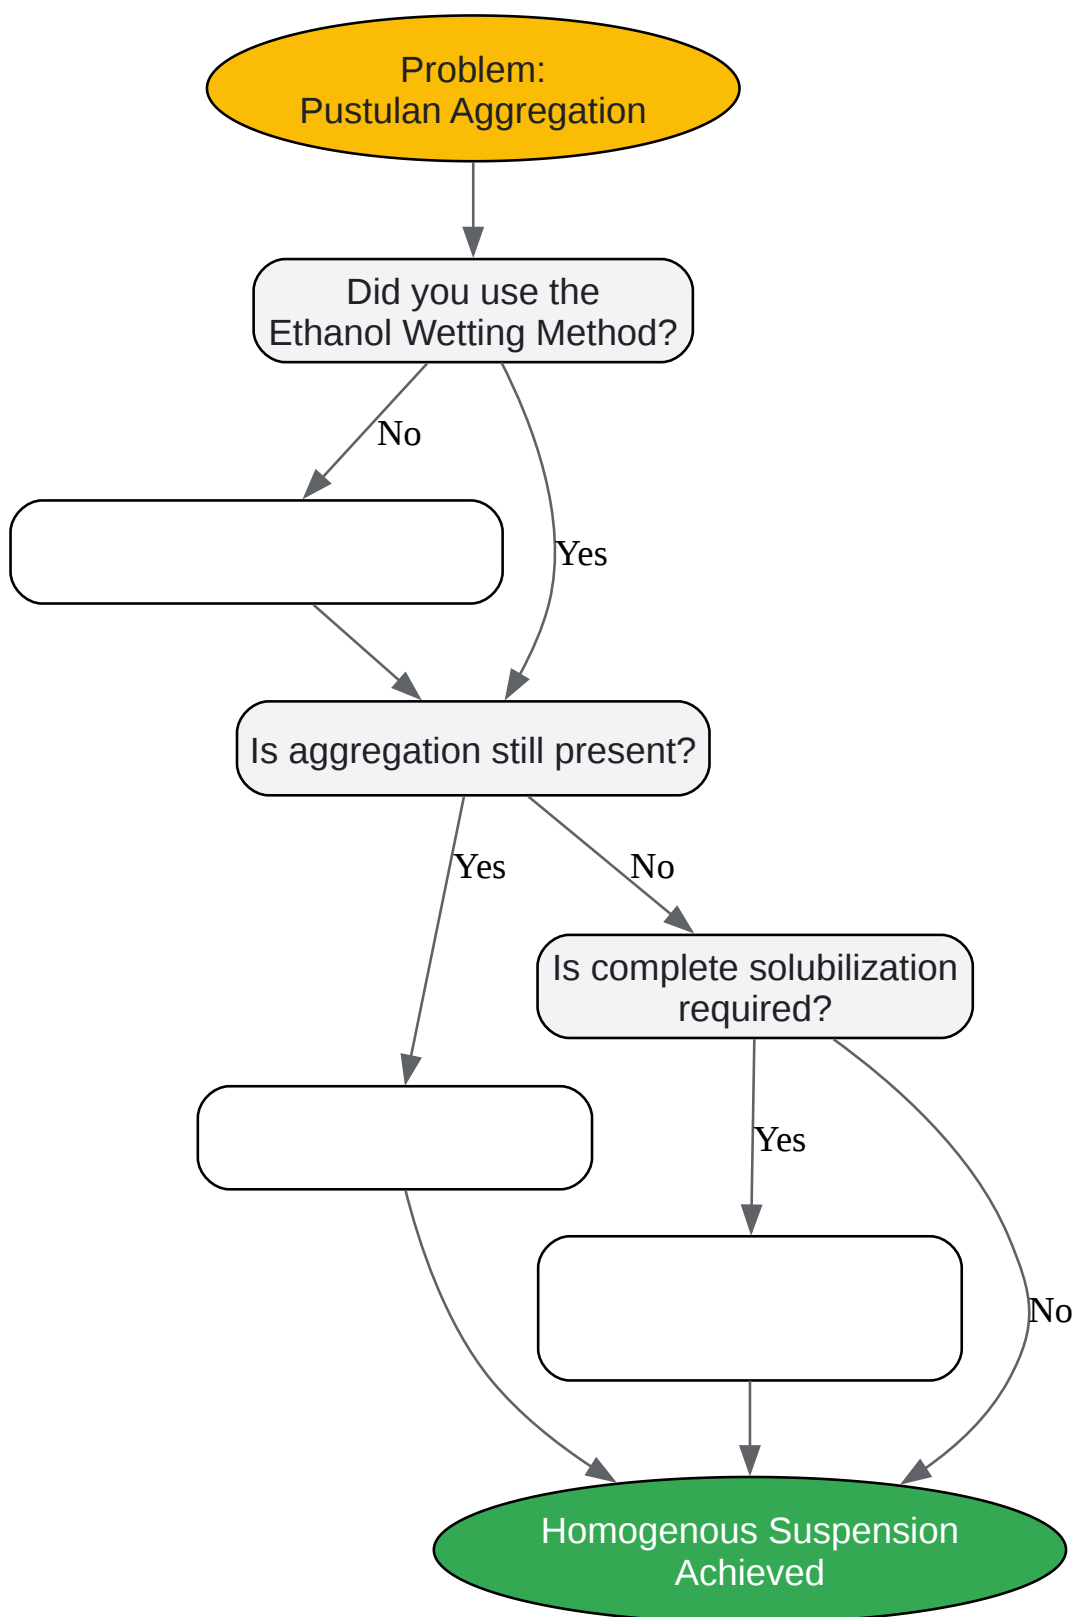 Problem:
Pustulan Aggregation
Did you use the
Ethanol Wetting Method?
No
Yes
Is aggregation still present?
Yes
No
Is complete solubilization
required?
Yes
No
Homogenous Suspension
Achieved